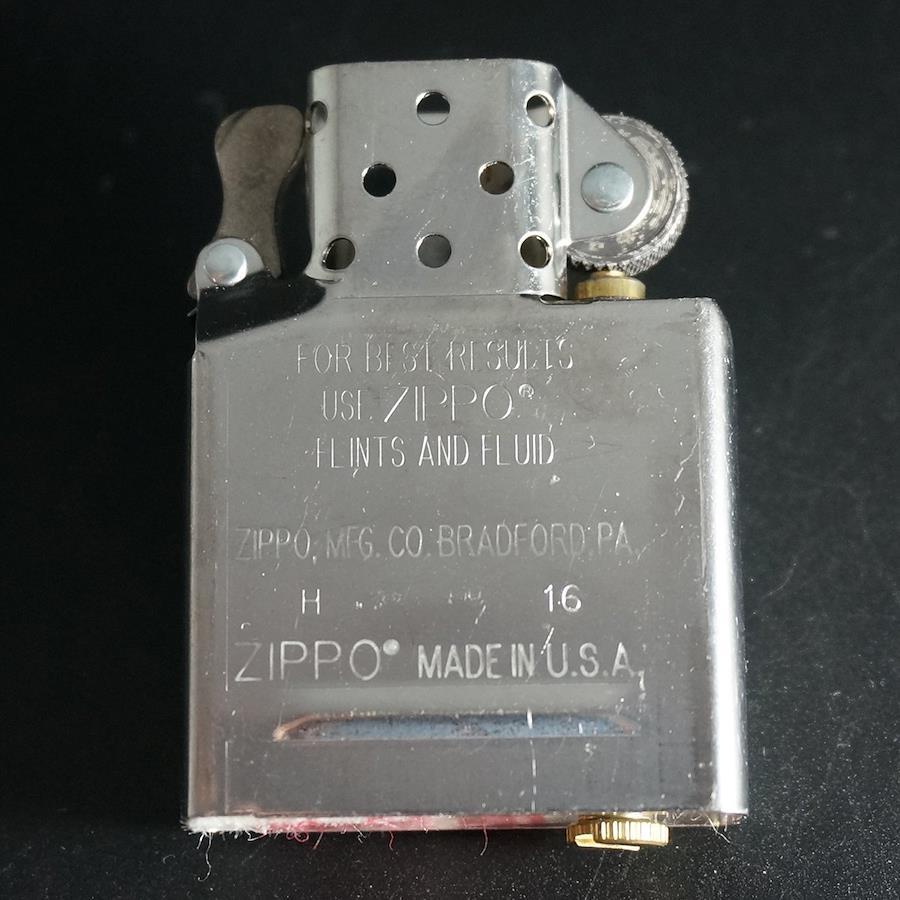 FOR BEST RESULTS
USE ZIPPO®
FLINTS AND FLUID
ZIPPO, MFG. CO. BRADFORD, PA.
H 16
ZIPPO® MADE IN U.S.A.